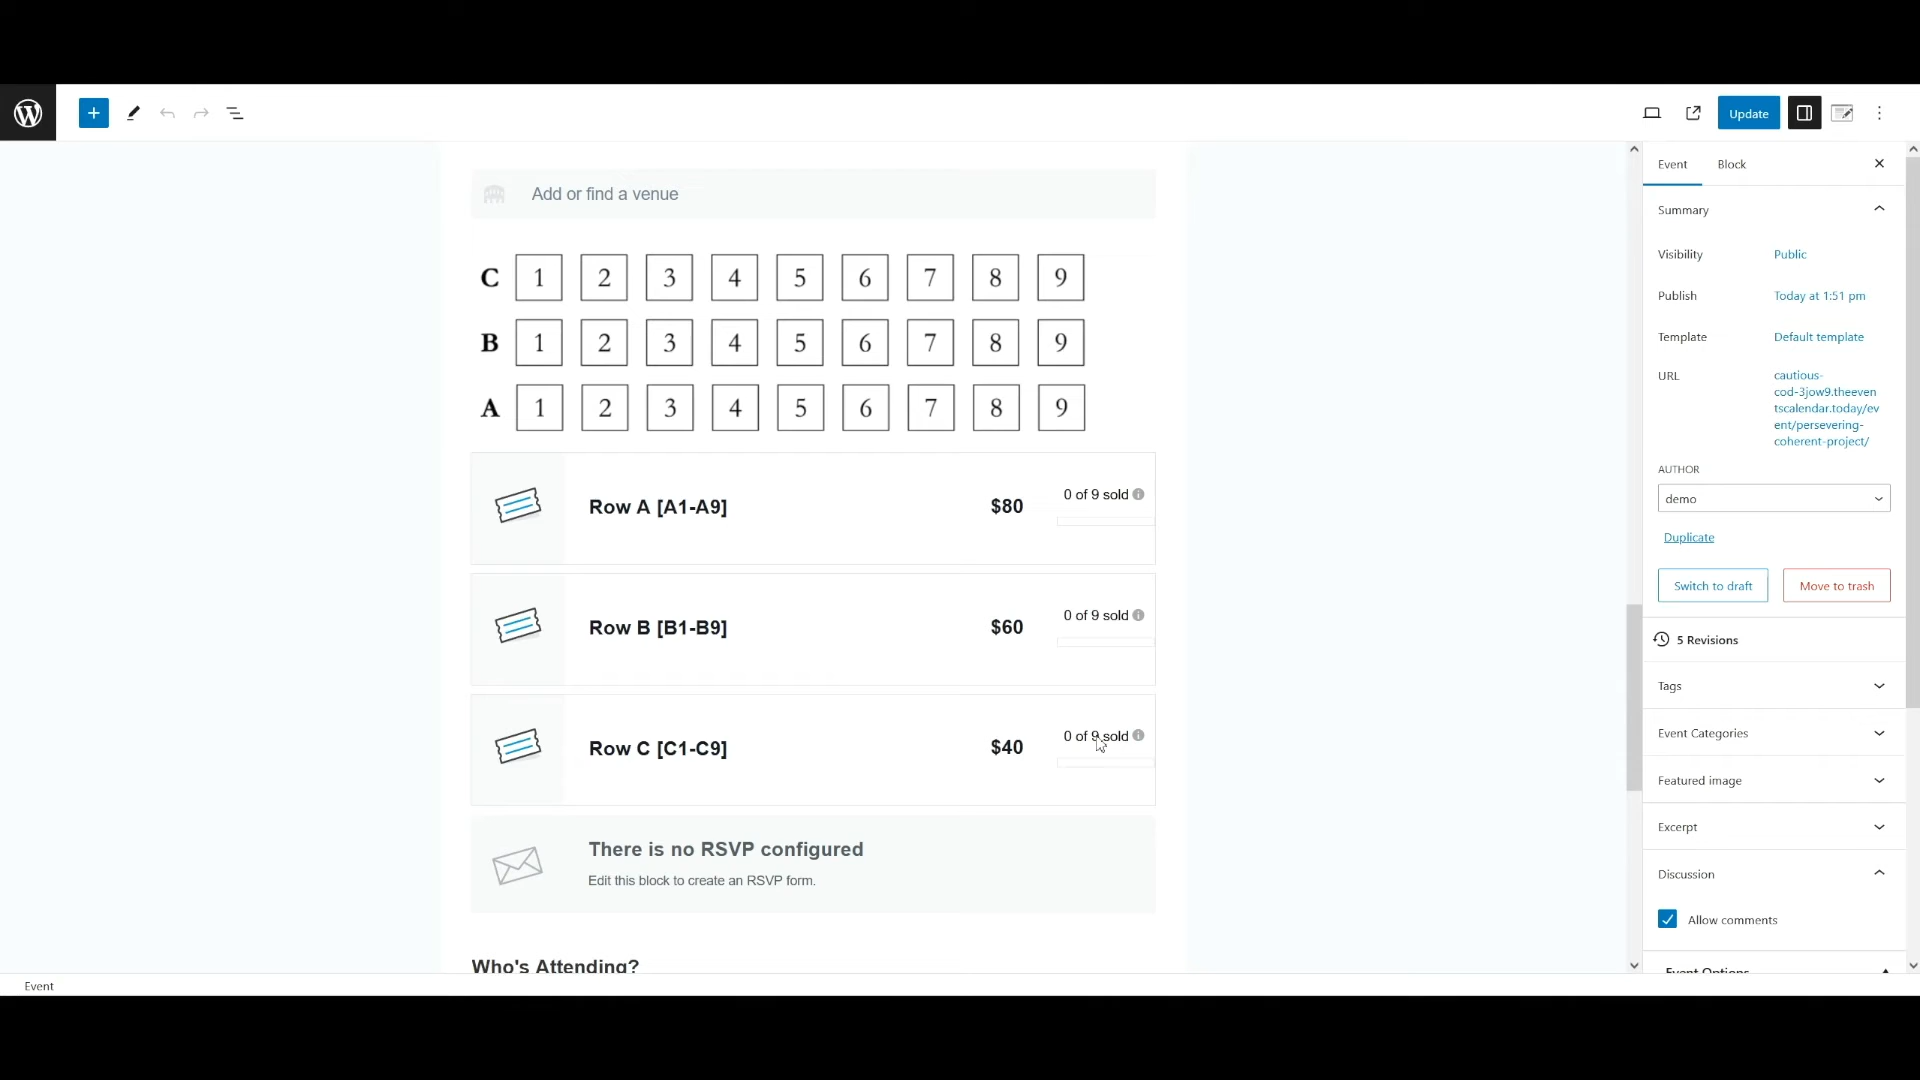 Update
Event Block
Summary
Visibility Public
Publish Today at 1:51 pm
Template Default template
URL cautious-
cod-3jow9.theeven
tscalendar.today/ev
ent/persevering-
coherent-project/
AUTHOR
demo
Duplicate
Switch to draft Move to trash
5 Revisions
Tags
Event Categories
Featured image
Excerpt
Discussion
Allow comments
Event Options
Add or find a venue
C 1 2 3 4 5 6 7 8 9
B 1 2 3 4 5 6 7 8 9
A 1 2 3 4 5 6 7 8 9
Row A [A1-A9] $80 0 of 9 sold
Row B [B1-B9] $60 0 of 9 sold
Row C [C1-C9] $40 0 of 9 sold
There is no RSVP configured
Edit this block to create an RSVP form.
Who's Attending?
Event